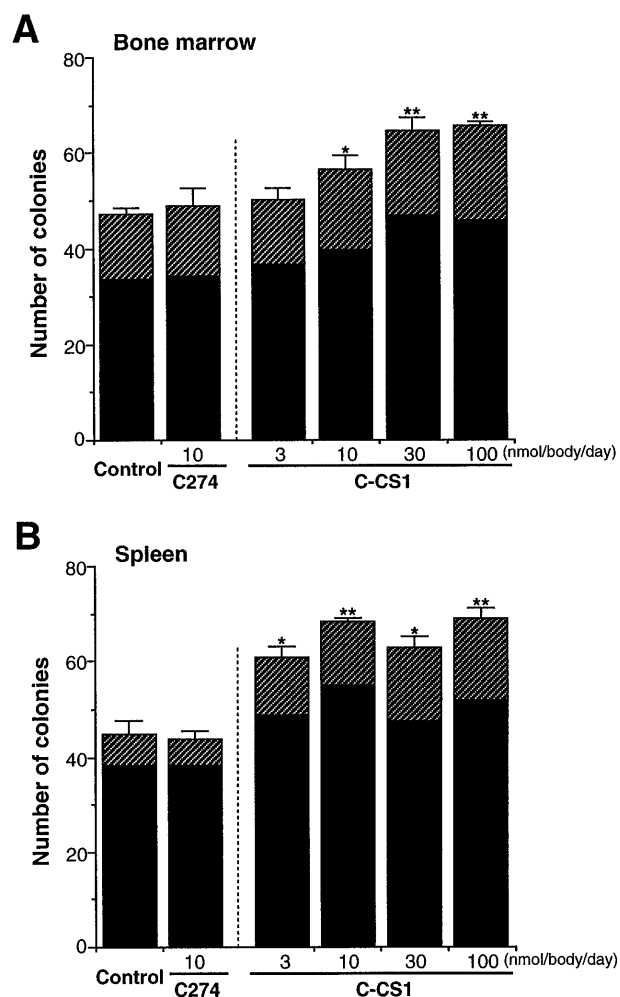 A
Bone marrow
80
60
40
20
0
Number of colonies
*
**
**
10
3
10
30
100 (nmol/body/day)
Control
C274
C-CS1
B
Spleen
80
60
40
20
0
Number of colonies
*
**
*
**
10
3
10
30
100 (nmol/body/day)
Control
C274
C-CS1